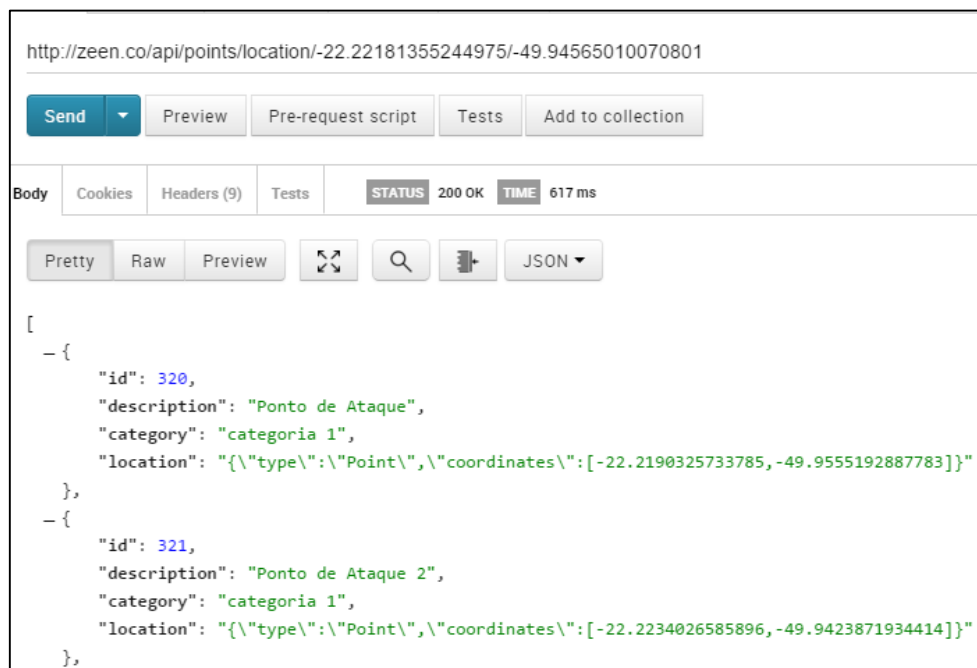 http://zeen.co/api/points/location/-22.22181355244975/-49.94565010070801
Send Preview Pre-request script Tests Add to collection
Body Cookies Headers (9) Tests STATUS 200 OK TIME 617 ms
Pretty Raw Preview JSON
[
– {
"id": 320,
"description": "Ponto de Ataque",
"category": "categoria 1",
"location": "{\"type\":\"Point\",\"coordinates\":[-22.2190325733785,-49.9555192887783]}"
},
– {
"id": 321,
"description": "Ponto de Ataque 2",
"category": "categoria 1",
"location": "{\"type\":\"Point\",\"coordinates\":[-22.2234026585896,-49.9423871934414]}"
},